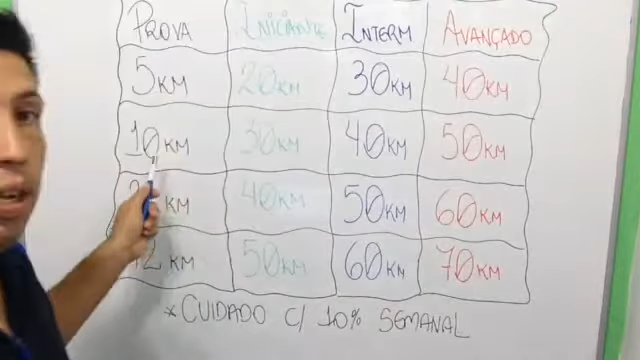 PROVA INICIANTE INTERM AVANÇADO
5KM 20KM 30KM 40KM
10KM 30KM 40KM 50KM
KM 40KM 50KM 60KM
2 KM 50KM 60KM 70KM
*CUIDADO C/ 10% SEMANAL